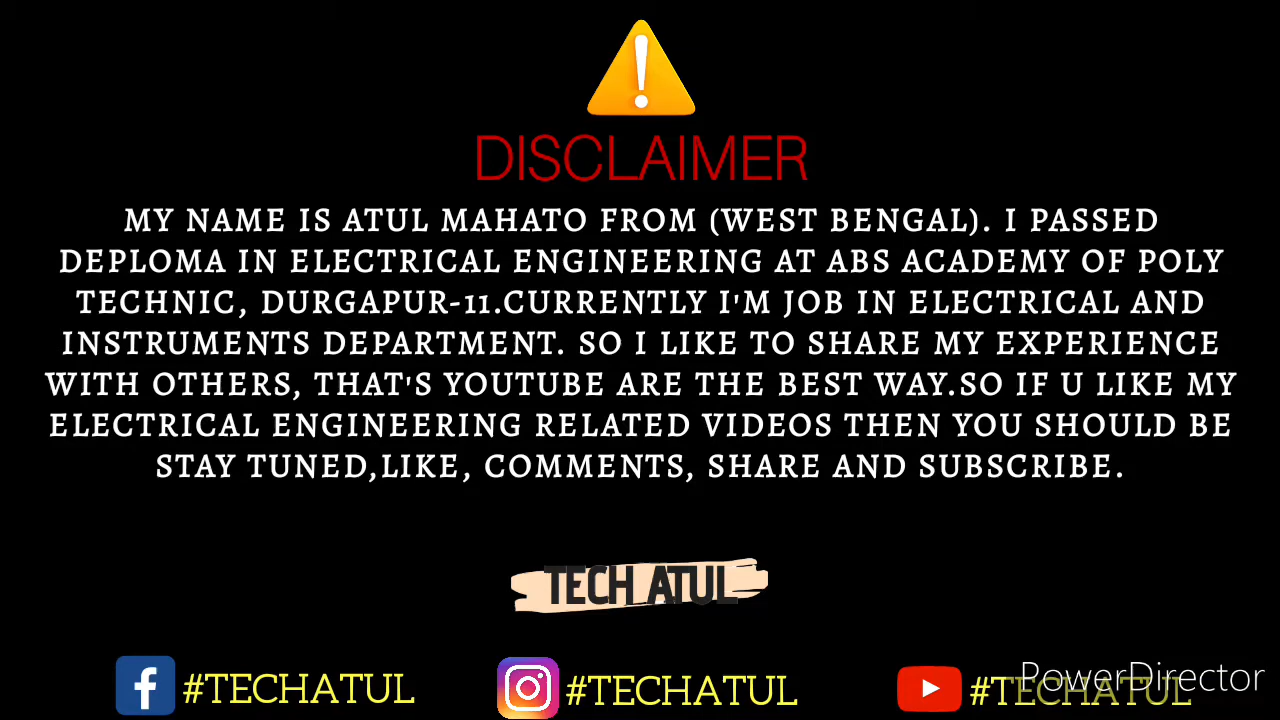 DISCLAIMER
MY NAME IS ATUL MAHATO FROM (WEST BENGAL). I PASSED
DEPLOMA IN ELECTRICAL ENGINEERING AT ABS ACADEMY OF POLY
TECHNIC, DURGAPUR-11.CURRENTLY I'M JOB IN ELECTRICAL AND
INSTRUMENTS DEPARTMENT. SO I LIKE TO SHARE MY EXPERIENCE
WITH OTHERS, THAT'S YOUTUBE ARE THE BEST WAY.SO IF U LIKE MY
ELECTRICAL ENGINEERING RELATED VIDEOS THEN YOU SHOULD BE
STAY TUNED,LIKE, COMMENTS, SHARE AND SUBSCRIBE.
TECH ATUL
#TECHATUL #TECHATUL #TECHATUL
PowerDirector